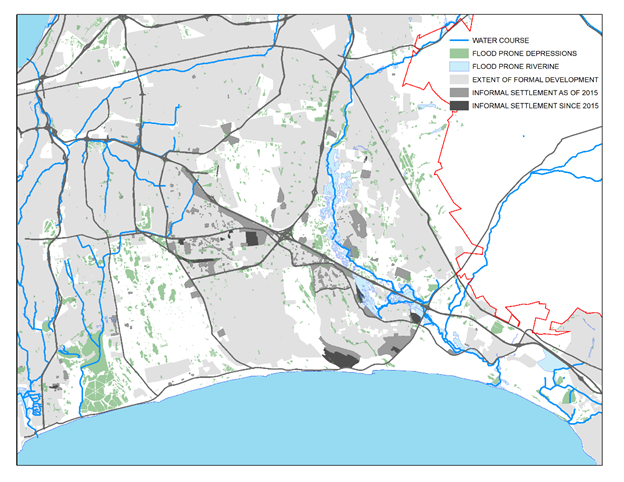 WATER COURSE
FLOOD PRONE DEPRESSIONS
FLOOD PRONE RIVERINE
EXTENT OF FORMAL DEVELOPMENT
INFORMAL SETTLEMENT AS OF 2015
INFORMAL SETTLEMENT SINCE 2015